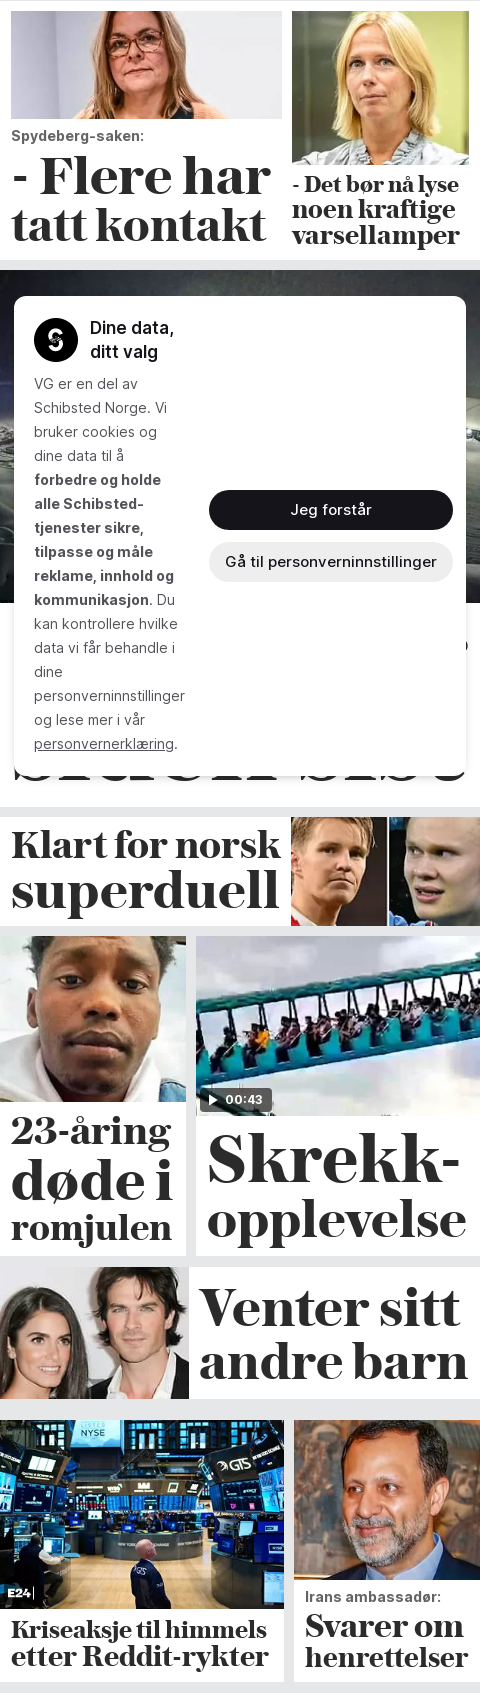 Spydeberg-saken:
- Flere har
tatt kontakt
- Det bør nå lyse
noen kraftige
varsellamper
Dine data,
ditt valg
VG er en del av
Schibsted Norge. Vi
bruker cookies og
dine data til å
forbedre og holde
alle Schibsted-
tjenester sikre,
tilpasse og måle
reklame, innhold og
kommunikasjon. Du
kan kontrollere hvilke
data vi får behandle i
dine
personverninnstillinger
og lese mer i vår
personvernerklæring.
Jeg forstår
Gå til personverninnstillinger
Klart for norsk
superduell
23-åring
døde i
romjulen
00:43
Skrekk-
opplevelse
Venter sitt
andre barn
NYSE
GTS
E24
Kriseaksje til himmels
etter Reddit-rykter
Irans ambassadør:
Svarer om
henrettelser